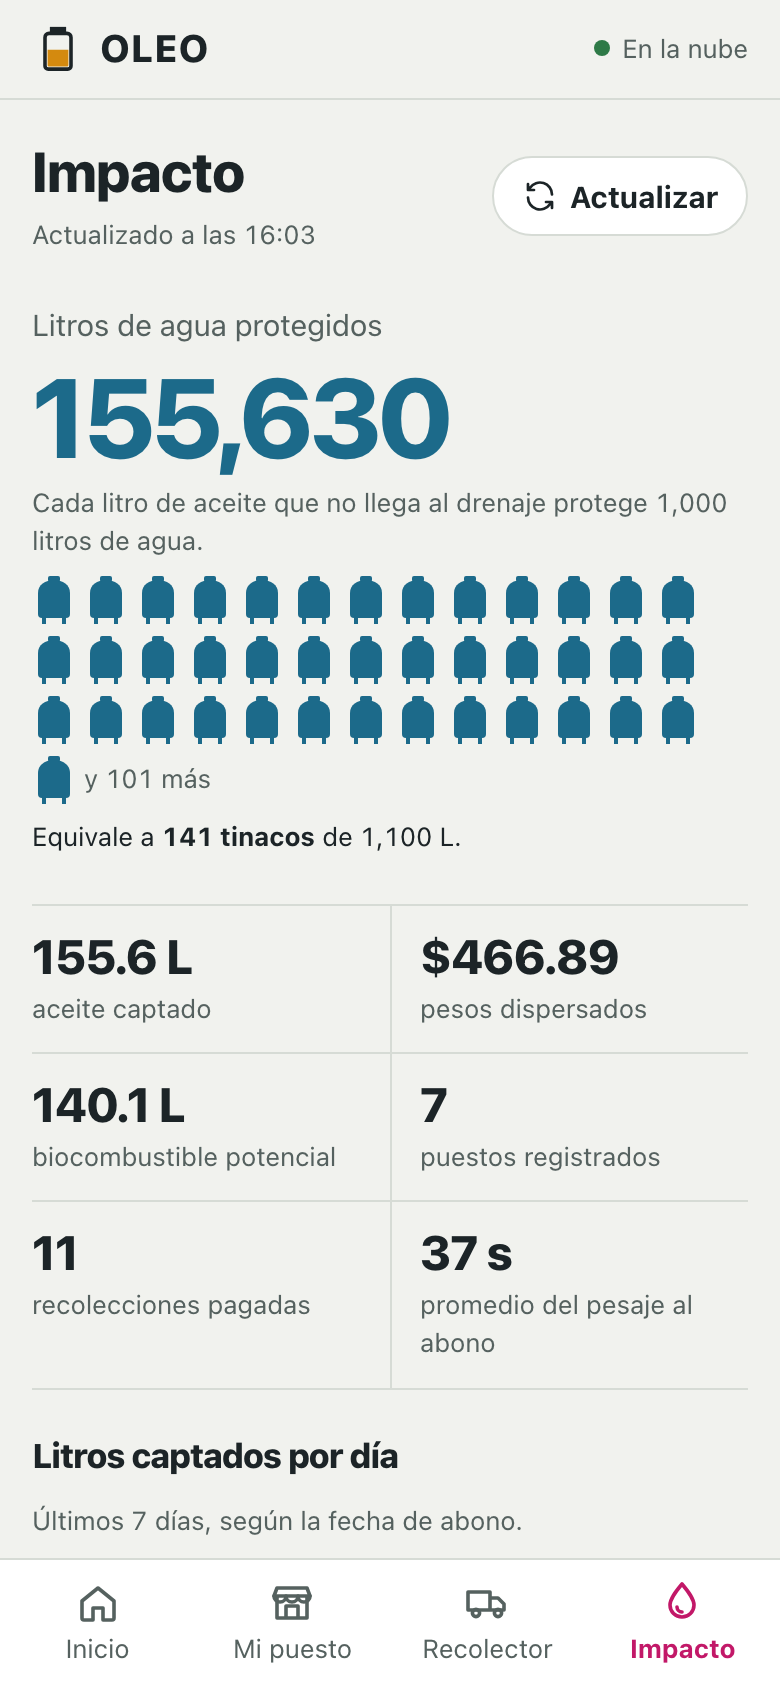 OLEO
En la nube
Impacto
Actualizar
Actualizado a las 16:03
Litros de agua protegidos
155,630
Cada litro de aceite que no llega al drenaje protege 1,000
litros de agua.
y 101 más
Equivale a 141 tinacos de 1,100 L.
155.6 L
aceite captado
$466.89
pesos dispersados
140.1 L
biocombustible potencial
7
puestos registrados
11
recolecciones pagadas
37 s
promedio del pesaje al
abono
Litros captados por día
Últimos 7 días, según la fecha de abono.
Inicio
Mi puesto
Recolector
Impacto